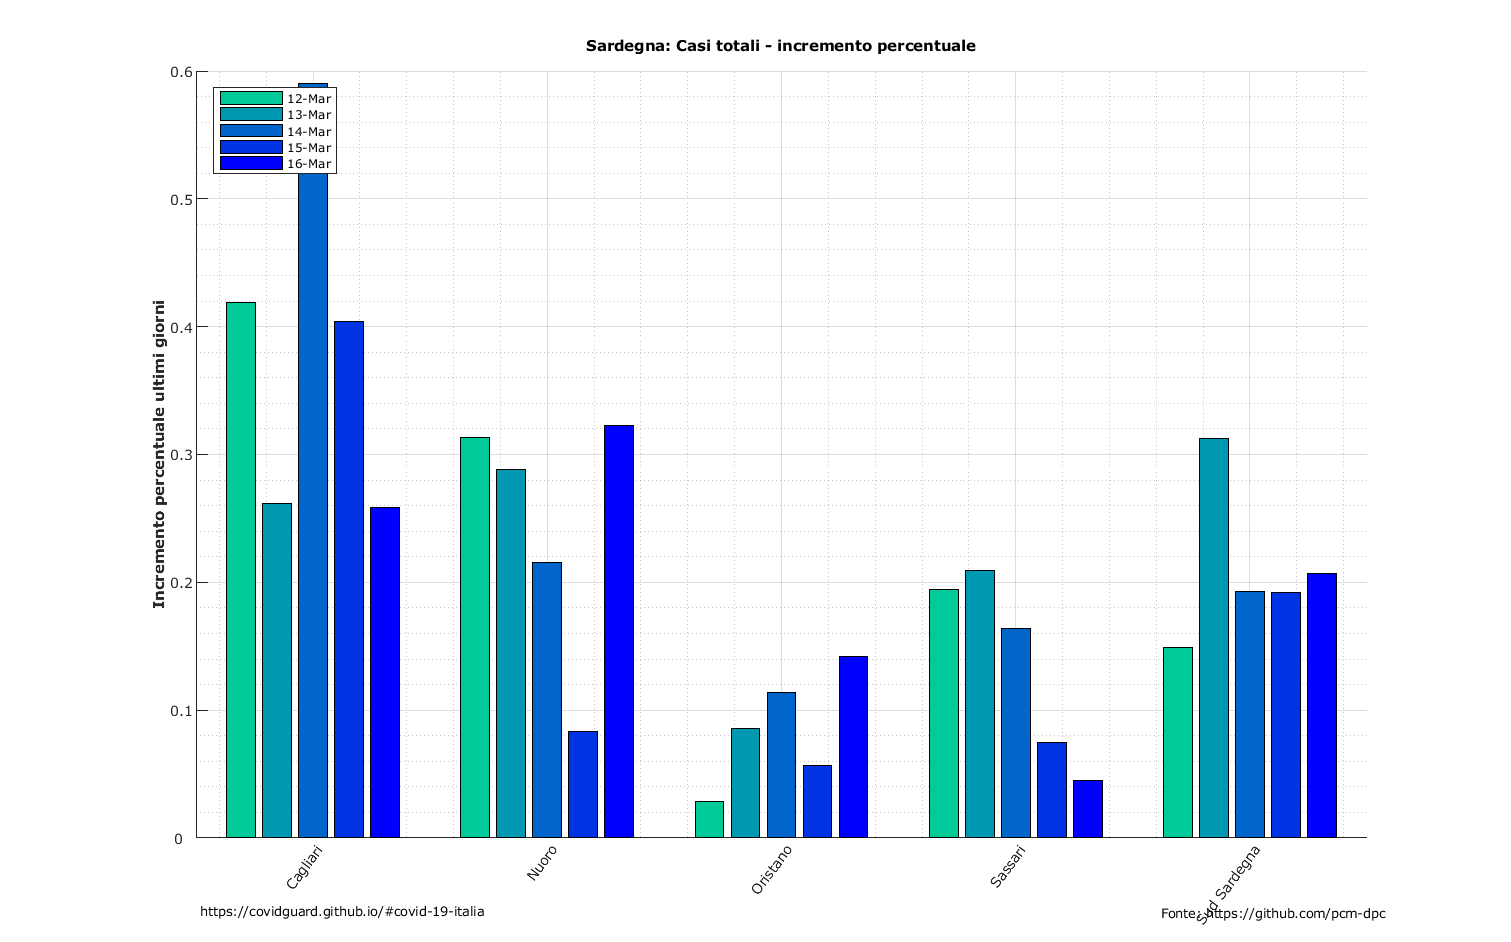 Sardegna: Casi totali - incremento percentuale
0.6
0.5
0.4
0.3
0.2
0.1
0
Incremento percentuale ultimi giorni
12-Mar
13-Mar
14-Mar
15-Mar
16-Mar
Cagliari
Nuoro
Oristano
Sassari
Sud Sardegna
https://covidguard.github.io/#covid-19-italia
Fonte: https://github.com/pcm-dpc